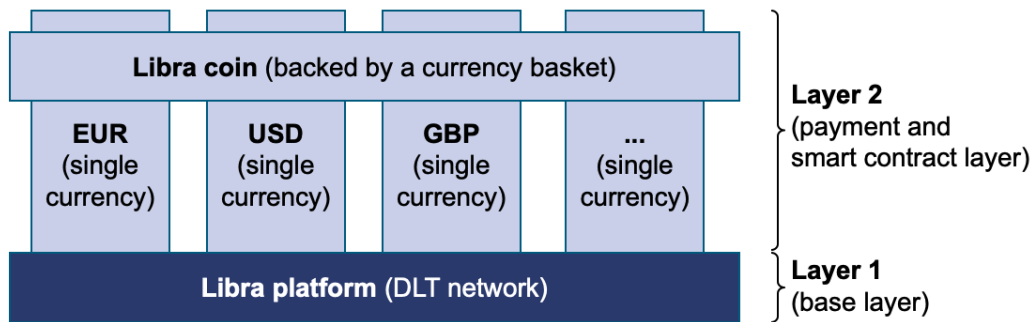 Libra coin (backed by a currency basket)
EUR
(single
currency)
USD
(single
currency)
GBP
(single
currency)
...
(single
currency)
Layer 2
(payment and
smart contract layer)
Libra platform (DLT network)
Layer 1
(base layer)